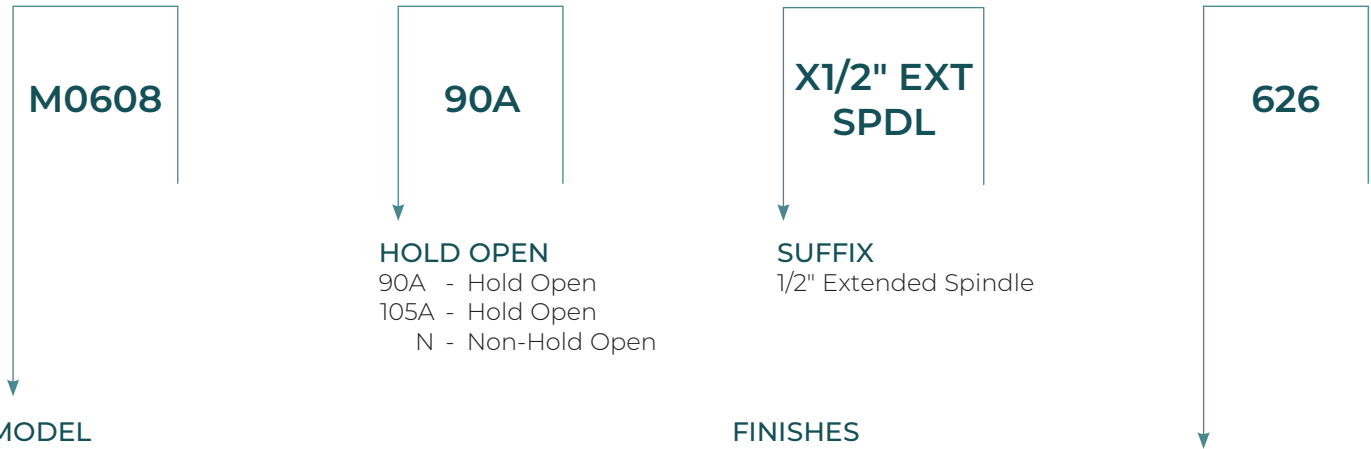 M0608
90A
X1/2" EXT
SPDL
626
HOLD OPEN
90A - Hold Open
105A - Hold Open
N - Non-Hold Open
SUFFIX
1/2" Extended Spindle
MODEL
FINISHES